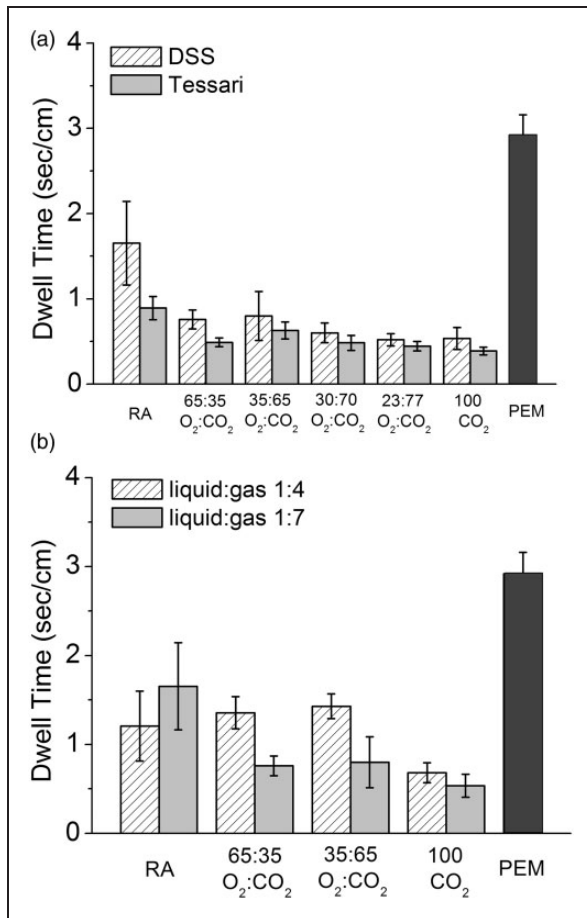 (a)
4
DSS
Tessari
3
2
1
0
Dwell Time (sec/cm)
RA
65:35
O₂:CO₂
35:65
O₂:CO₂
30:70
O₂:CO₂
23:77
O₂:CO₂
100
CO₂
PEM
(b)
4
liquid:gas 1:4
liquid:gas 1:7
3
2
1
0
Dwell Time (sec/cm)
RA
65:35
O₂:CO₂
35:65
O₂:CO₂
100
CO₂
PEM